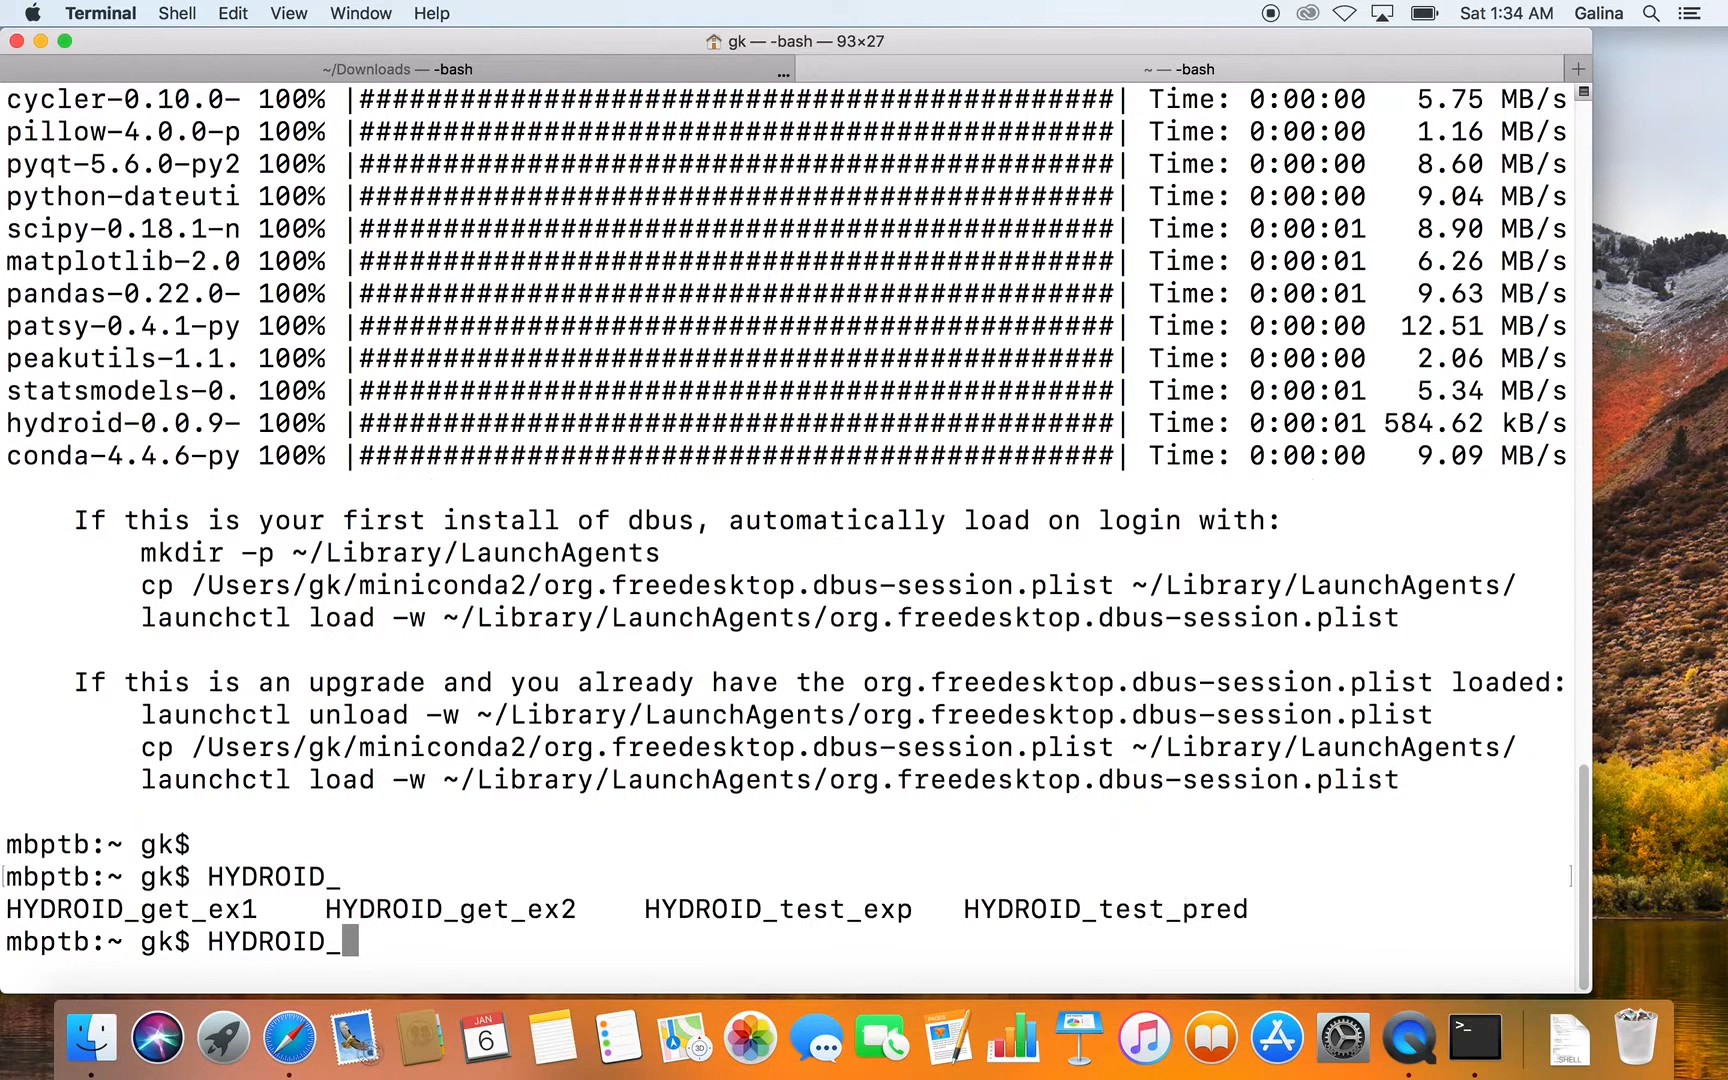 Terminal Shell Edit View Window Help Sat 1:34 AM Galina
gk — -bash — 93×27
~/Downloads — -bash ... ~ — -bash
cycler-0.10.0- 100% |#############################################| Time: 0:00:00 5.75 MB/s
pillow-4.0.0-p 100% |#############################################| Time: 0:00:00 1.16 MB/s
pyqt-5.6.0-py2 100% |#############################################| Time: 0:00:00 8.60 MB/s
python-dateuti 100% |#############################################| Time: 0:00:00 9.04 MB/s
scipy-0.18.1-n 100% |#############################################| Time: 0:00:01 8.90 MB/s
matplotlib-2.0 100% |#############################################| Time: 0:00:01 6.26 MB/s
pandas-0.22.0- 100% |#############################################| Time: 0:00:01 9.63 MB/s
patsy-0.4.1-py 100% |#############################################| Time: 0:00:00 12.51 MB/s
peakutils-1.1. 100% |#############################################| Time: 0:00:00 2.06 MB/s
statsmodels-0. 100% |#############################################| Time: 0:00:01 5.34 MB/s
hydroid-0.0.9- 100% |#############################################| Time: 0:00:01 584.62 kB/s
conda-4.4.6-py 100% |#############################################| Time: 0:00:00 9.09 MB/s
If this is your first install of dbus, automatically load on login with:
mkdir -p ~/Library/LaunchAgents
cp /Users/gk/miniconda2/org.freedesktop.dbus-session.plist ~/Library/LaunchAgents/
launchctl load -w ~/Library/LaunchAgents/org.freedesktop.dbus-session.plist
If this is an upgrade and you already have the org.freedesktop.dbus-session.plist loaded:
launchctl unload -w ~/Library/LaunchAgents/org.freedesktop.dbus-session.plist
cp /Users/gk/miniconda2/org.freedesktop.dbus-session.plist ~/Library/LaunchAgents/
launchctl load -w ~/Library/LaunchAgents/org.freedesktop.dbus-session.plist
mbptb:~ gk$
[mbptb:~ gk$ HYDROID_ ]
HYDROID_get_ex1 HYDROID_get_ex2 HYDROID_test_exp HYDROID_test_pred
mbptb:~ gk$ HYDROID_
JAN
6
3D
PAGES
>_
SHELL